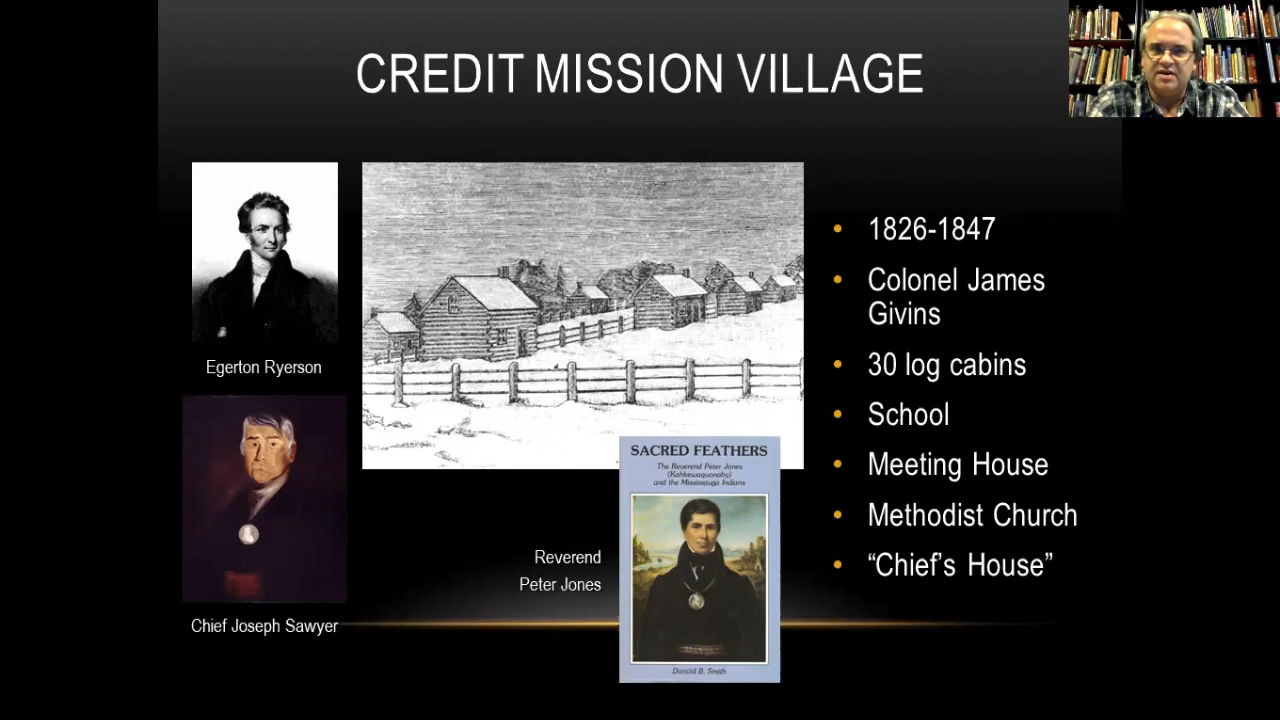 CREDIT MISSION VILLAGE
Egerton Ryerson
Chief Joseph Sawyer
Reverend
Peter Jones
SACRED FEATHERS
The Reverend Peter Jones
(Kahkewaquonaby)
and the Mississauga Indians
Donald B. Smith
1826-1847
Colonel James
Givins
30 log cabins
School
Meeting House
Methodist Church
“Chief’s House”